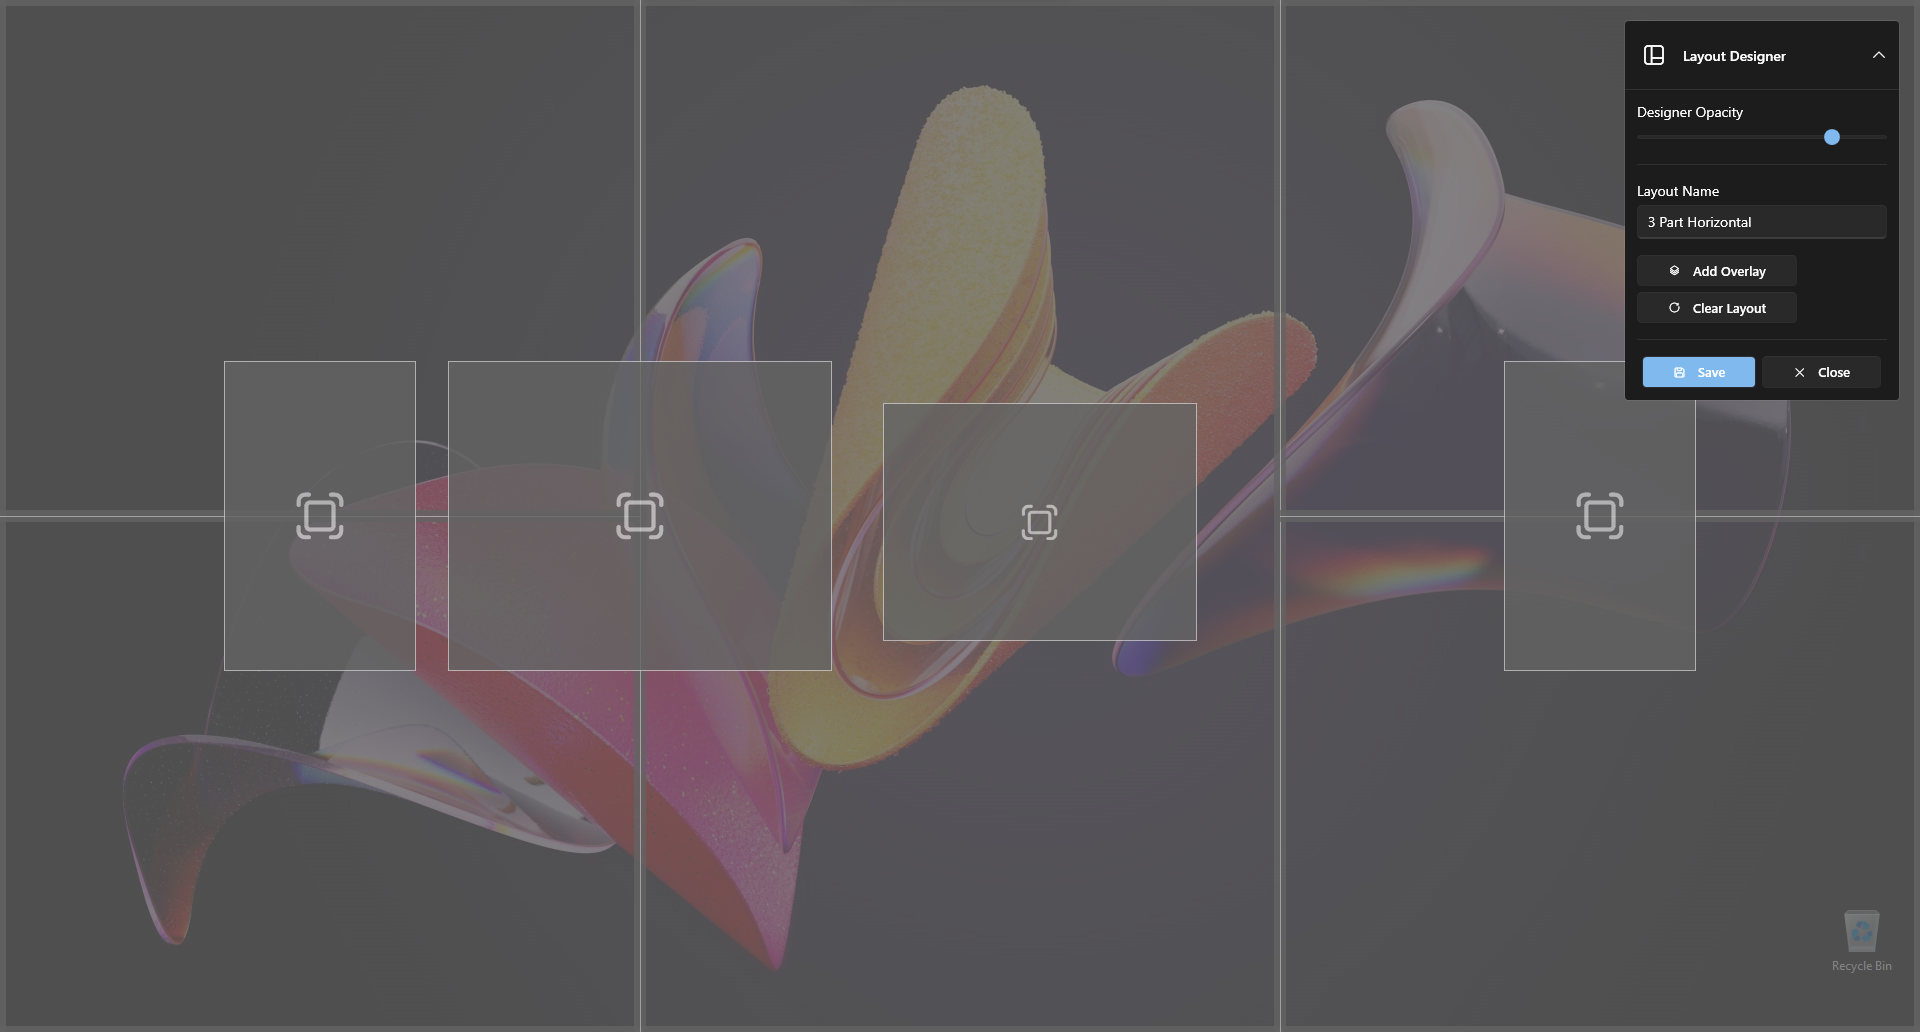 Layout Designer
Designer Opacity
Layout Name
3 Part Horizontal
Add Overlay
Clear Layout
Save
Close
Recycle Bin